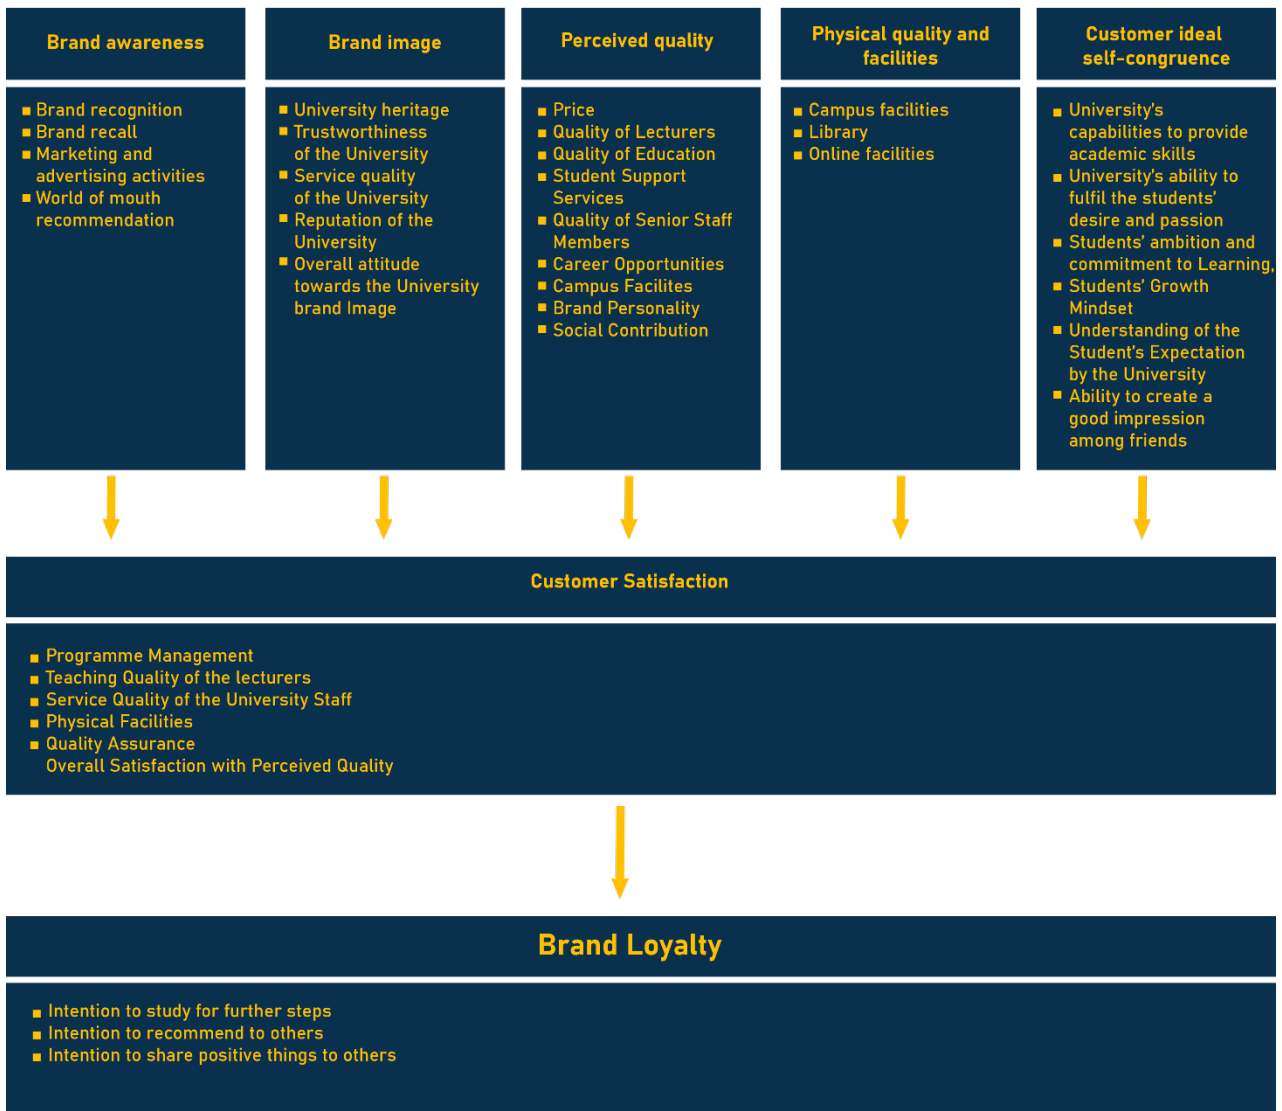 Brand awareness
Brand recognition
Brand recall
Marketing and
advertising activities
World of mouth
recommendation
Brand image
University heritage
Trustworthiness
of the University
Service quality
of the University
Reputation of the
University
Overall attitude
towards the University
brand Image
Perceived quality
Price
Quality of Lecturers
Quality of Education
Student Support
Services
Quality of Senior Staff
Members
Career Opportunities
Campus Facilites
Brand Personality
Social Contribution
Physical quality and
facilities
Campus facilities
Library
Online facilities
Customer ideal
self-congruence
University's
capabilities to provide
academic skills
University's ability to
fulfil the students'
desire and passion
Students' ambition and
commitment to Learning,
Students' Growth
Mindset
Understanding of the
Student's Expectation
by the University
Ability to create a
good impression
among friends
Customer Satisfaction
Programme Management
Teaching Quality of the lecturers
Service Quality of the University Staff
Physical Facilities
Quality Assurance
Overall Satisfaction with Perceived Quality
Brand Loyalty
Intention to study for further steps
Intention to recommend to others
Intention to share positive things to others